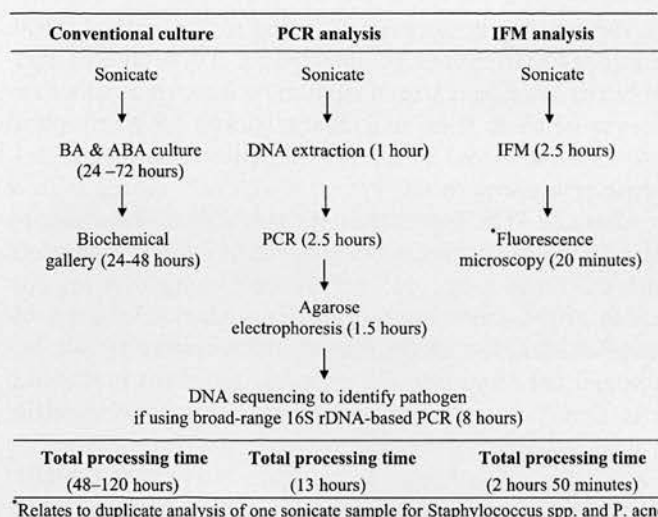 Conventional culture PCR analysis IFM analysis
Sonicate Sonicate Sonicate
BA & ABA culture DNA extraction (1 hour) IFM (2.5 hours)
(24 –72 hours)
Biochemical PCR (2.5 hours) *Fluorescence
gallery (24-48 hours) microscopy (20 minutes)
Agarose
electrophoresis (1.5 hours)
DNA sequencing to identify pathogen
if using broad-range 16S rDNA-based PCR (8 hours)
Total processing time Total processing time Total processing time
(48–120 hours) (13 hours) (2 hours 50 minutes)
*Relates to duplicate analysis of one sonicate sample for Staphylococcus spp. and P. acne